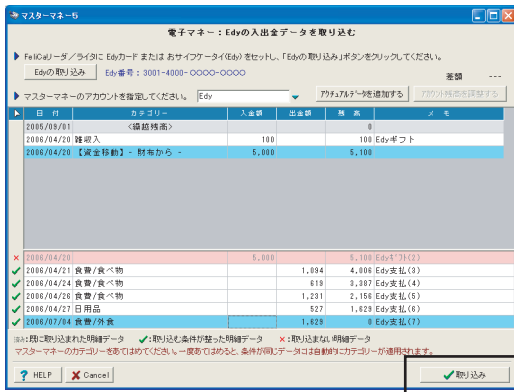 マスターマネー5
電子マネー：Edyの入出金データを取り込む
FeliCaリーダ／ライタに Edyカード または おサイフケータイ(Edy) をセットし、「Edyの取り込み」ボタンをクリックしてください。
Edyの取り込み Edy番号：3001-4000-○○○○-○○○○
差額 ---
マスターマネーのアカウントを指定してください。 Edy アクチュアルデータを追加する アカウント残高を調整する
日 付 カテゴリー 入金額 出金額 残 高 メ モ
2005/08/01 <繰越残高> 0
2006/04/20 雑収入 100 100 Edyギフト
2006/04/20 【資金移動】- 財布から - 5,000 5,100
× 2006/04/20 5,000 5,100 Edyギフト(2)
2006/04/21 食費/食べ物 1,094 4,006 Edy支払(3)
2006/04/24 食費/食べ物 619 3,387 Edy支払(4)
2006/04/26 食費/食べ物 1,231 2,156 Edy支払(5)
2006/04/27 日用品 527 1,629 Edy支払(6)
2006/07/04 食費/外食 1,629 0 Edy支払(7)
済み：既に取り込まれた明細データ ✓：取り込む条件が整った明細データ ×：取り込まない明細データ
マスターマネーのカテゴリーをあてはめてください。一度あてはめると、条件が同じデータには自動的にカテゴリーが適用されます。
? HELP Cancel 取り込み